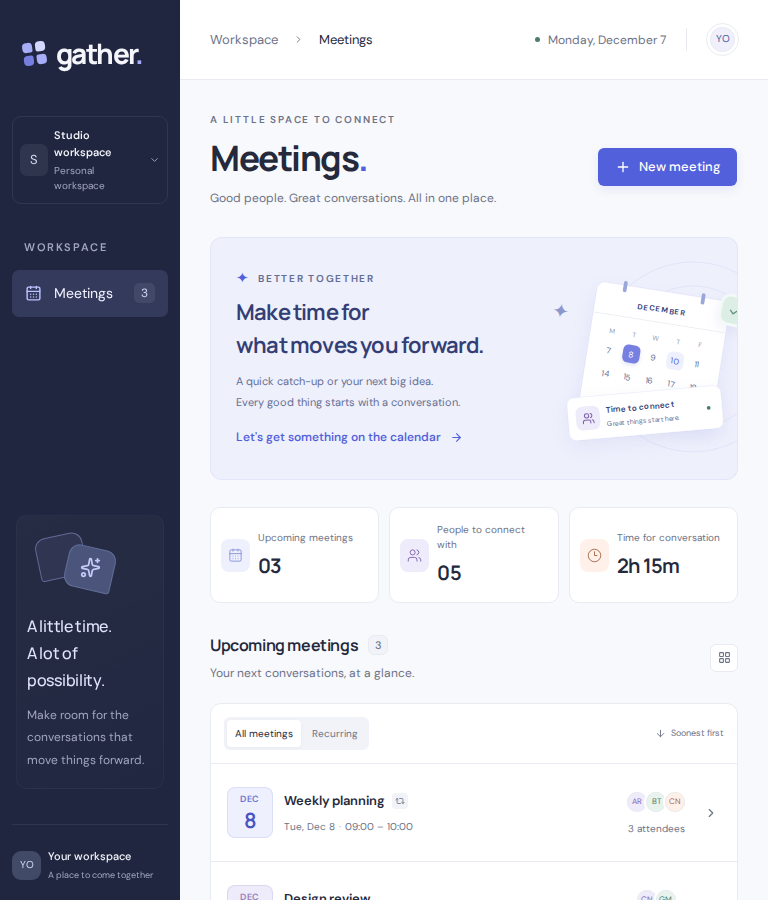 gather.
S
Studio
workspace
Personal
workspace
WORKSPACE
Meetings
3
A little time.
A lot of
possibility.
Make room for the
conversations that
move things forward.
YO
Your workspace
A place to come together
Workspace
Meetings
Monday, December 7
YO
A LITTLE SPACE TO CONNECT
Meetings.
Good people. Great conversations. All in one place.
New meeting
BETTER TOGETHER
Make time for
what moves you forward.
A quick catch-up or your next big idea.
Every good thing starts with a conversation.
Let's get something on the calendar
DECEMBER
M T W T F
7 8 9 10 11
14 15 16 17
Time to connect
Great things start here.
Upcoming meetings
03
People to connect
with
05
Time for conversation
2h 15m
Upcoming meetings
3
Your next conversations, at a glance.
All meetings
Recurring
Soonest first
DEC
8
Weekly planning
Tue, Dec 8 · 09:00 – 10:00
AR BT CN
3 attendees
DEC
Design review
CN GM